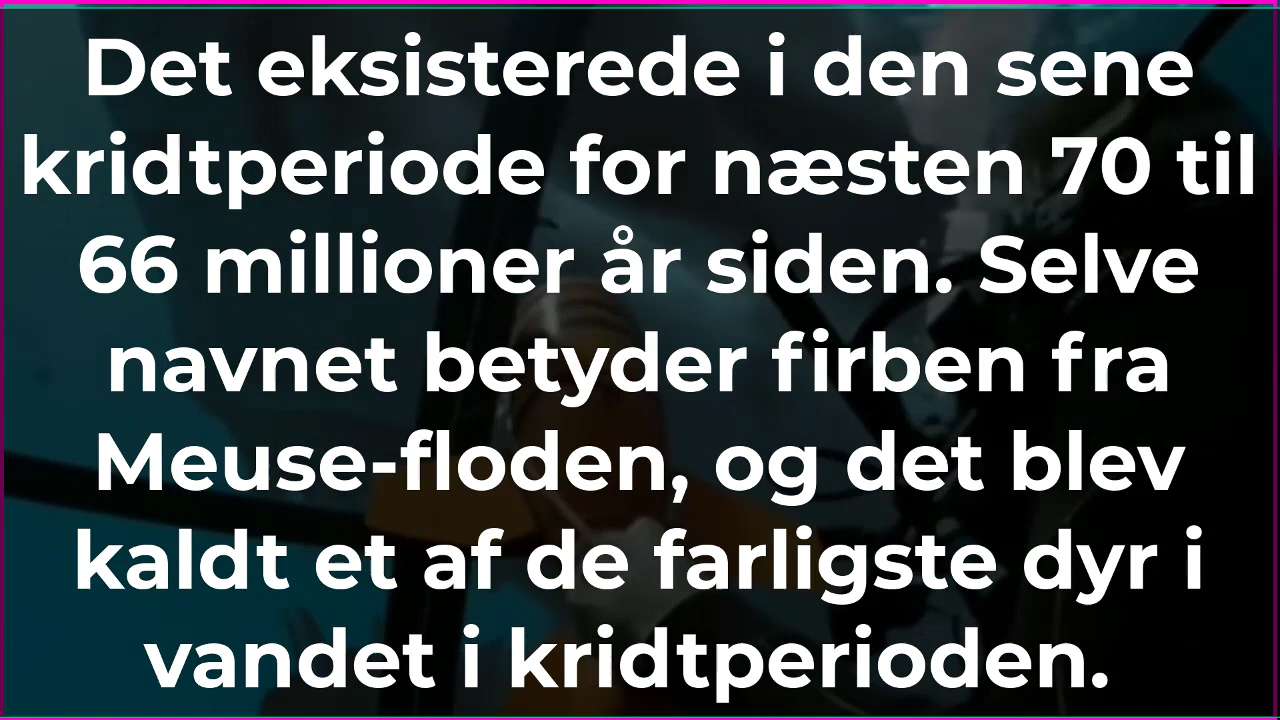 Det eksisterede i den sene
kridtperiode for næsten 70 til
66 millioner år siden. Selve
navnet betyder firben fra
Meuse-floden, og det blev
kaldt et af de farligste dyr i
vandet i kridtperioden.